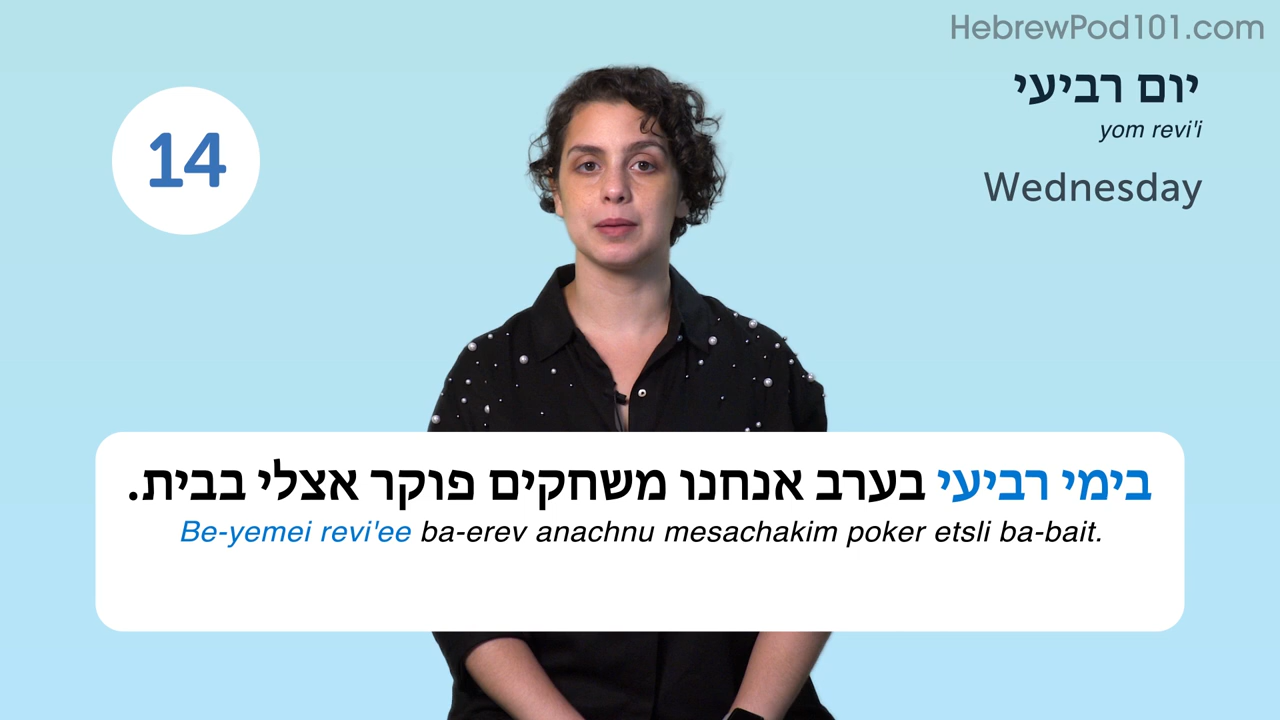 HebrewPod101.com
14
יום רביעי
yom revi'i
Wednesday
בימי רביעי בערב אנחנו משחקים פוקר אצלי בבית.
Be-yemei revi'ee ba-erev anachnu mesachakim poker etsli ba-bait.